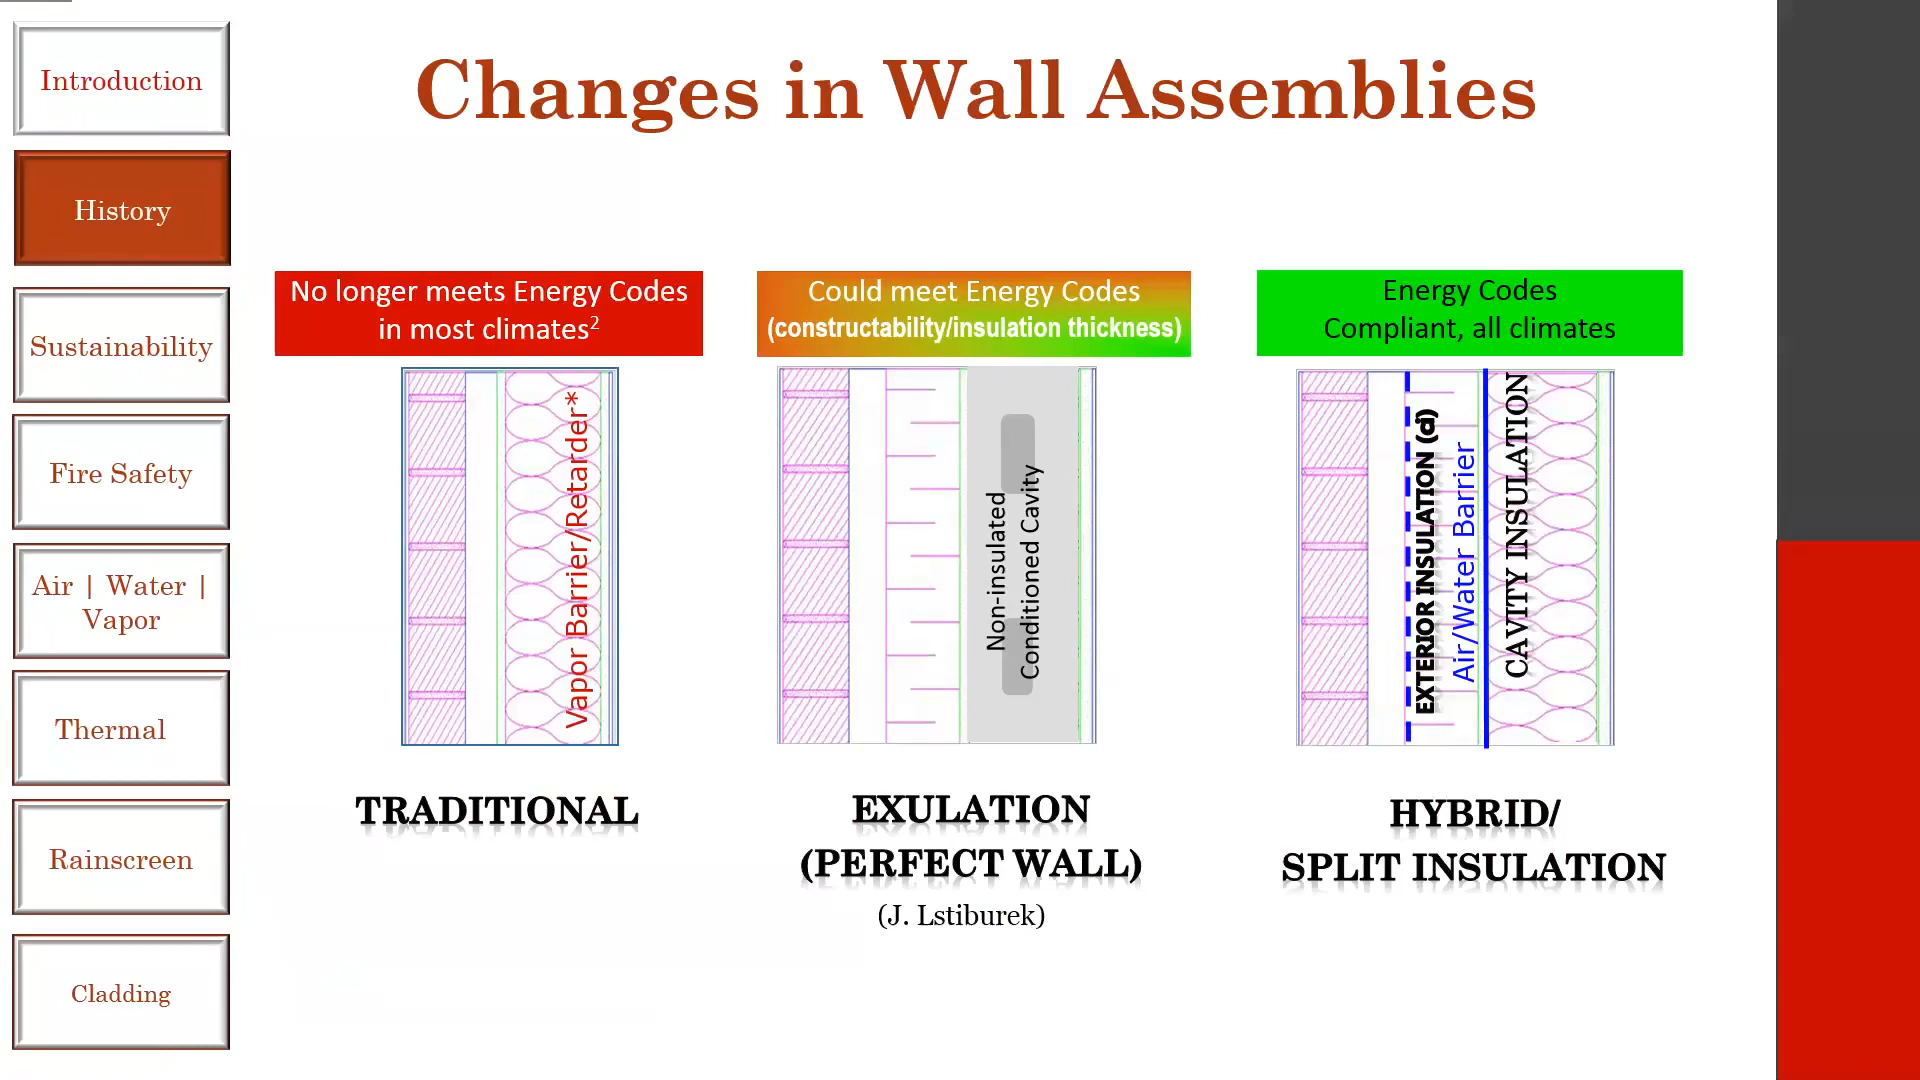 Changes in Wall Assemblies
Introduction
History
Sustainability
Fire Safety
Air | Water |
Vapor
Thermal
Rainscreen
Cladding
No longer meets Energy Codes
in most climates²
Vapor Barrier/Retarder*
TRADITIONAL
Could meet Energy Codes
(constructability/insulation thickness)
Non-insulated
Conditioned Cavity
EXULATION
(PERFECT WALL)
(J. Lstiburek)
Energy Codes
Compliant, all climates
EXTERIOR INSULATION (ci)
Air/Water Barrier
CAVITY INSULATION
HYBRID/
SPLIT INSULATION